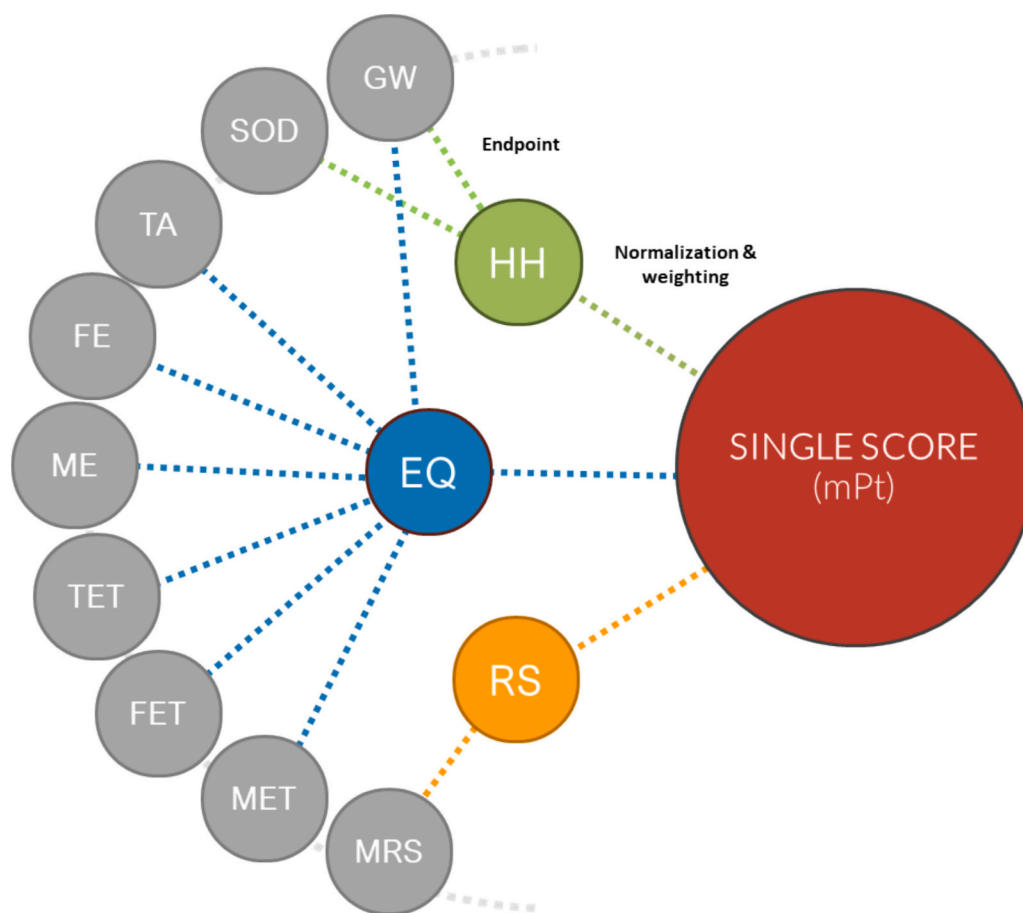 GW
SOD
Endpoint
TA
HH
Normalization &
weighting
FE
ME
EQ
SINGLE SCORE
(mPt)
TET
RS
FET
MET
MRS